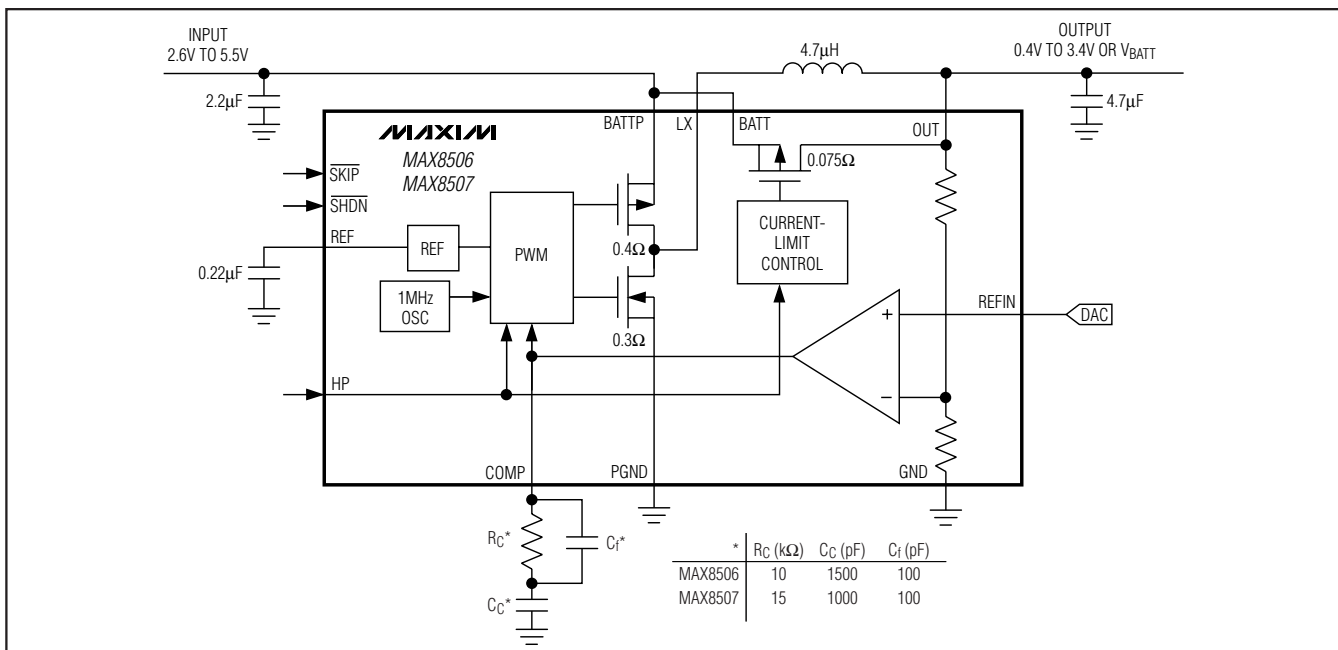 INPUT
2.6V TO 5.5V
OUTPUT
0.4V TO 3.4V OR VBATT
4.7μH
2.2μF
4.7μF
BATTP
LX
BATT
OUT
MAXIM
MAX8506
MAX8507
0.075Ω
SKIP
SHDN
REF
REF
PWM
0.4Ω
CURRENT-
LIMIT
CONTROL
0.22μF
1MHz
OSC
REFIN
DAC
+
0.3Ω
HP
−
COMP
PGND
GND
RC*
Cf*
CC*
* RC (kΩ) CC (pF) Cf (pF)
MAX8506 10 1500 100
MAX8507 15 1000 100